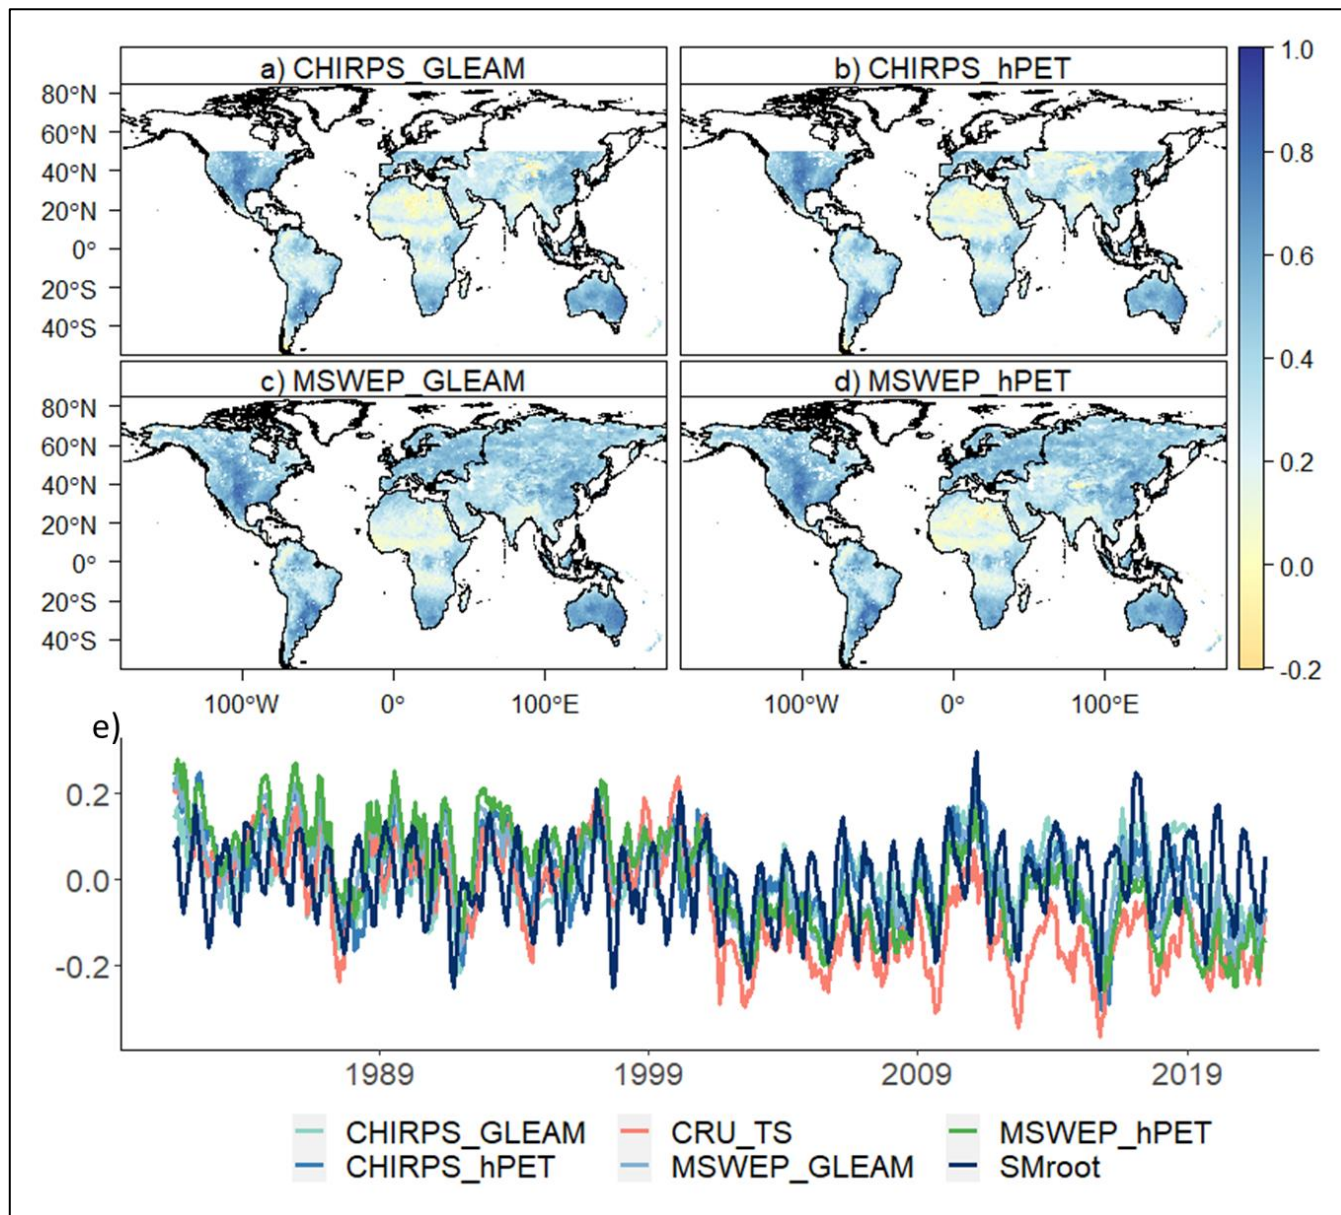 a) CHIRPS_GLEAM
b) CHIRPS_hPET
1.0
80°N
60°N
40°N
20°N
0°
20°S
40°S
0.8
0.6
0.4
0.2
0.0
-0.2
c) MSWEP_GLEAM
d) MSWEP_hPET
80°N
60°N
40°N
20°N
0°
20°S
40°S
100°W 0° 100°E
100°W 0° 100°E
e)
0.2
0.0
-0.2
1989 1999 2009 2019
CHIRPS_GLEAM CRU_TS MSWEP_hPET
CHIRPS_hPET MSWEP_GLEAM SMroot